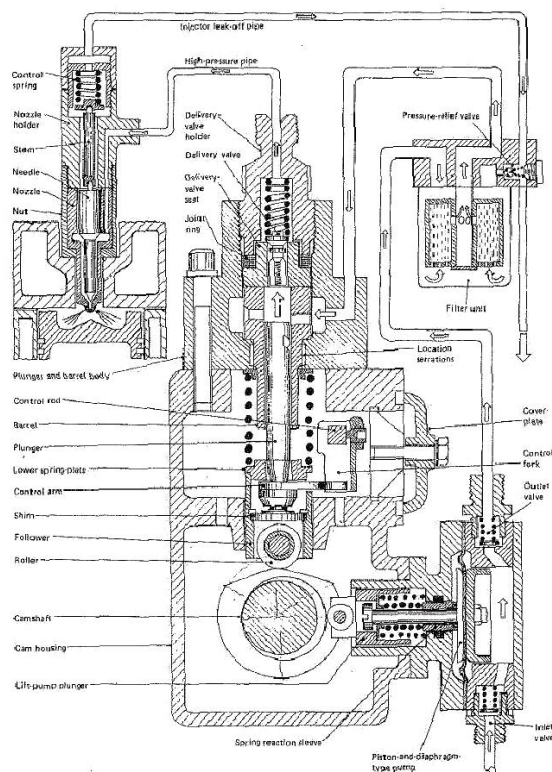 Injector leak-off pipe
High-pressure pipe
Control
spring
Nozzle
holder
Stem
Needle
Nozzle
Nut
Delivery-
valve
holder
Delivery valve
Delivery-
valve
seat
Joint
ring
Pressure-relief valve
Filter unit
Location
serrations
Plunger and barrel body
Control rod
Barrel
Plunger
Lower spring-plate
Control arm
Shim
Follower
Roller
Camshaft
Cam housing
Lift-pump plunger
Spring reaction sleeve
Cover-
plate
Control
fork
Outlet
valve
Inlet
valve
Piston-and-diaphragm-
type pump